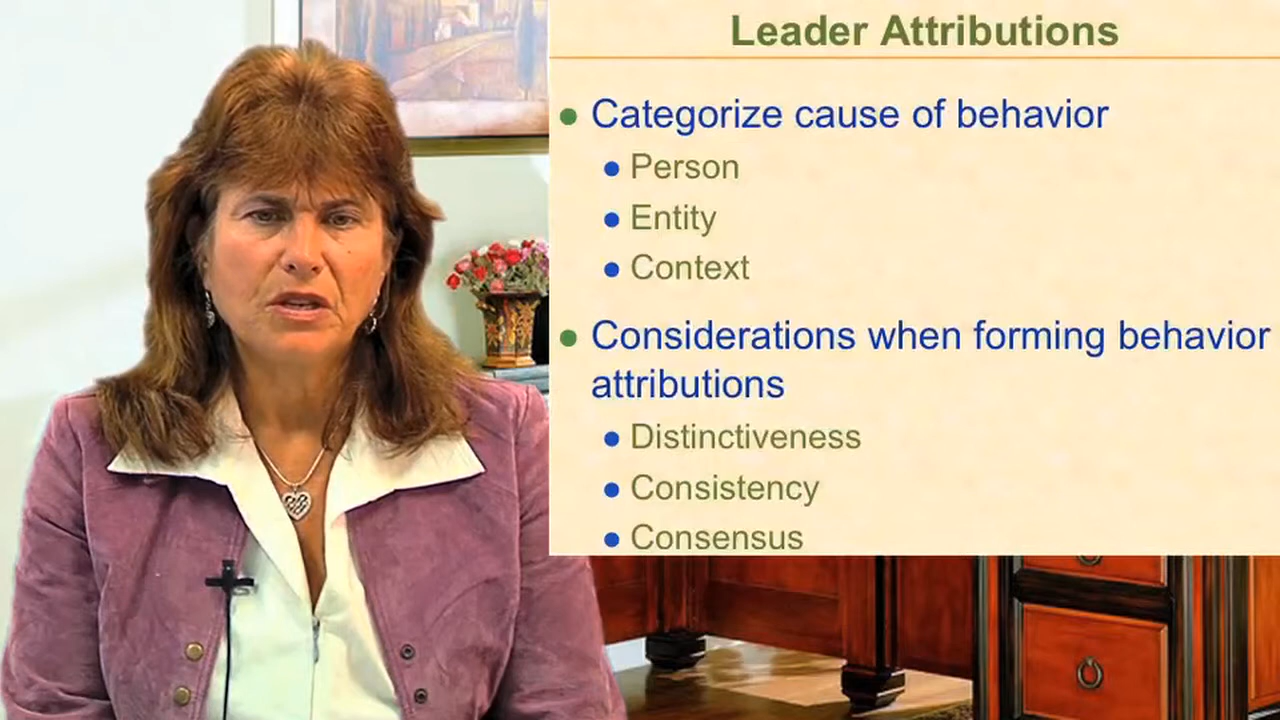 Leader Attributions
Categorize cause of behavior
Person
Entity
Context
Considerations when forming behavior
attributions
Distinctiveness
Consistency
Consensus